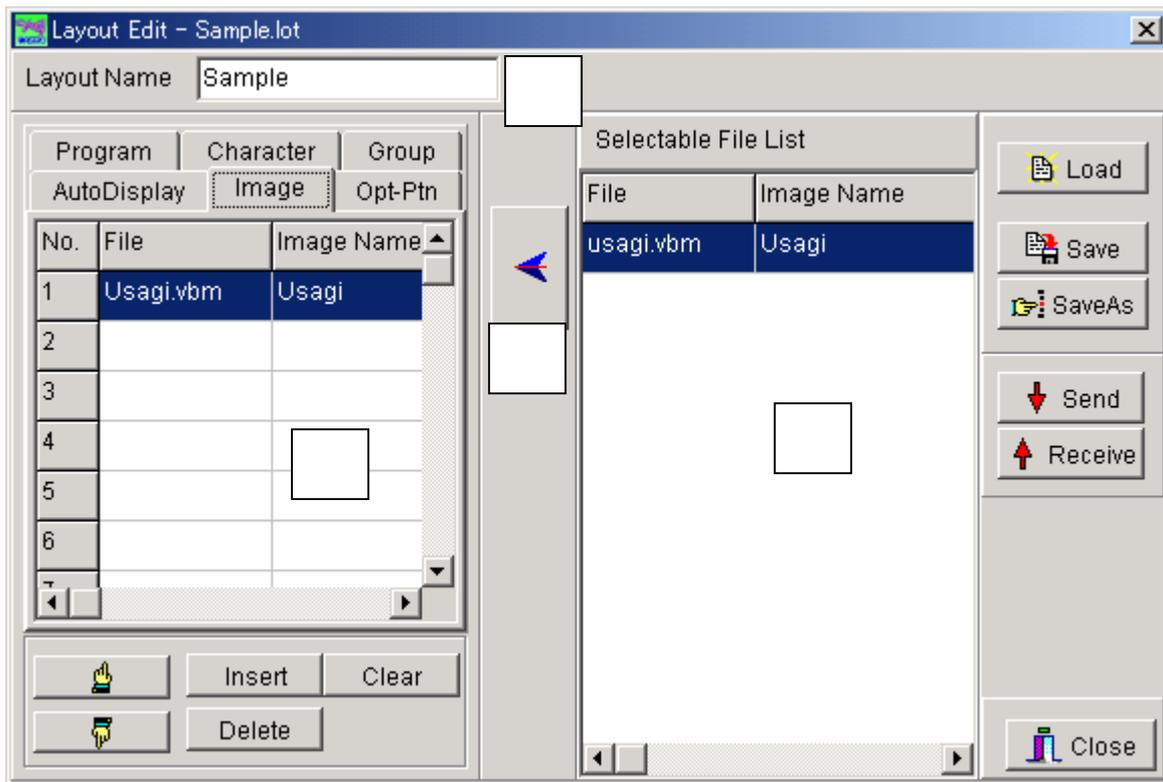 Layout Edit - Sample.lot
Layout Name Sample
Program Character Group
AutoDisplay Image Opt-Ptn
No. File Image Name
1 Usagi.vbm Usagi
2
3
4
5
6
Insert Clear
Delete
Selectable File List
File Image Name
usagi.vbm Usagi
Load
Save
SaveAs
Send
Receive
Close